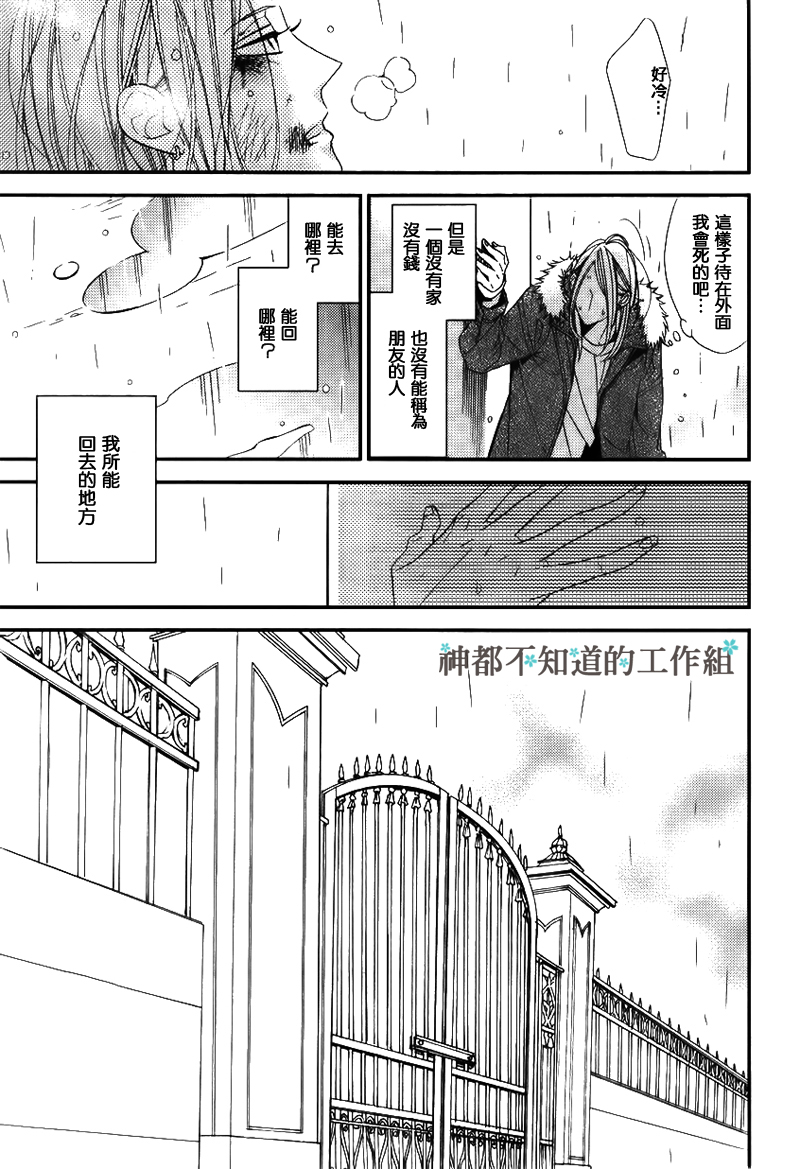 好冷…
這樣子待在外面
我會死的吧…
但是
一個沒有家
沒有錢
也沒有能稱為
朋友的人
能去
哪裡？
能回
哪裡？
我所能
回去的地方
神都不知道的工作組